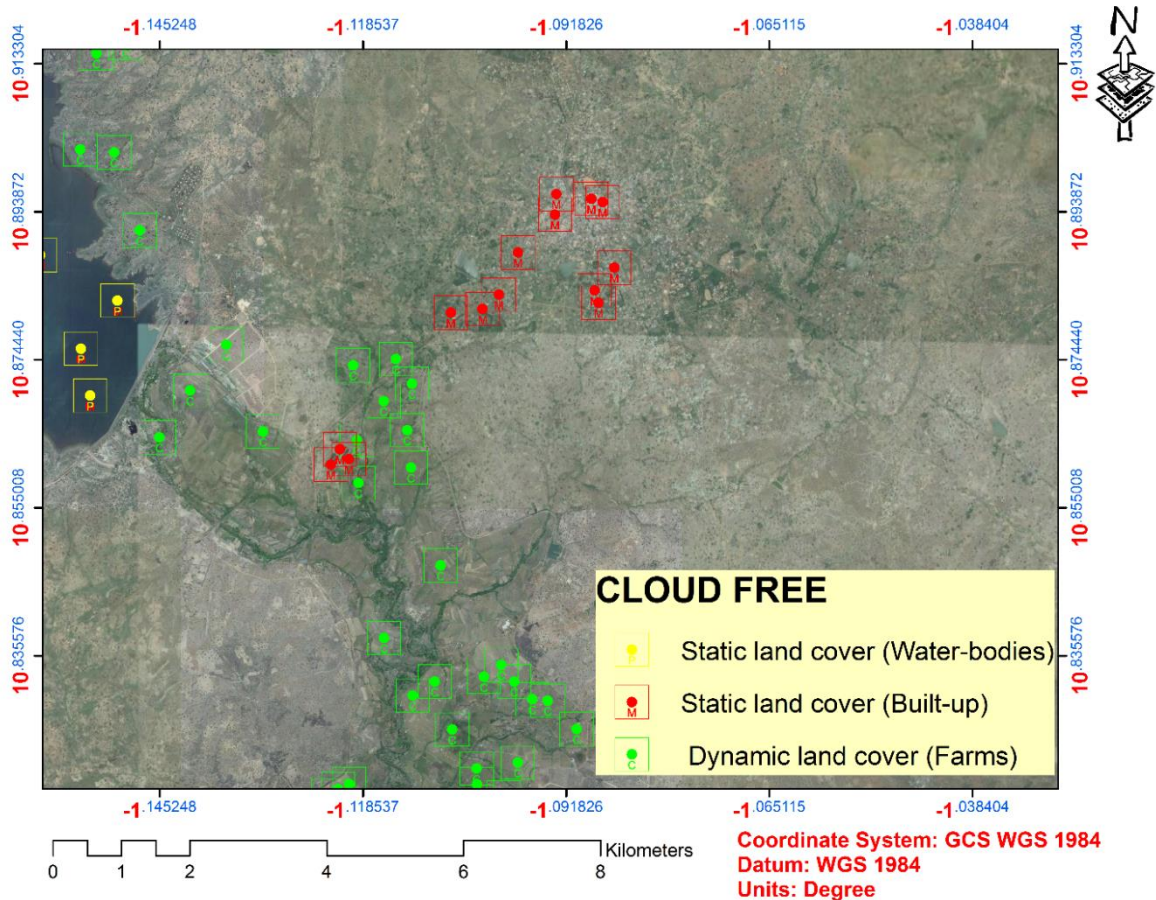 -1.145248 -1.118537 -1.091826 -1.065115 -1.038404
N
10.913304 10.913304
10.893872 10.893872
10.874440 10.874440
10.855008 10.855008
10.835576 10.835576
C
C C
M M M
M
C
M
M
P
M M
M M M
P
C
C C
C
C
P
C
C C C
M M
M C
C
C
C
C C C
C C
C C
C
C
C
C
CLOUD FREE
P Static land cover (Water-bodies)
M Static land cover (Built-up)
C Dynamic land cover (Farms)
-1.145248 -1.118537 -1.091826 -1.065115 -1.038404
0 1 2 4 6 8 Kilometers
Coordinate System: GCS WGS 1984
Datum: WGS 1984
Units: Degree